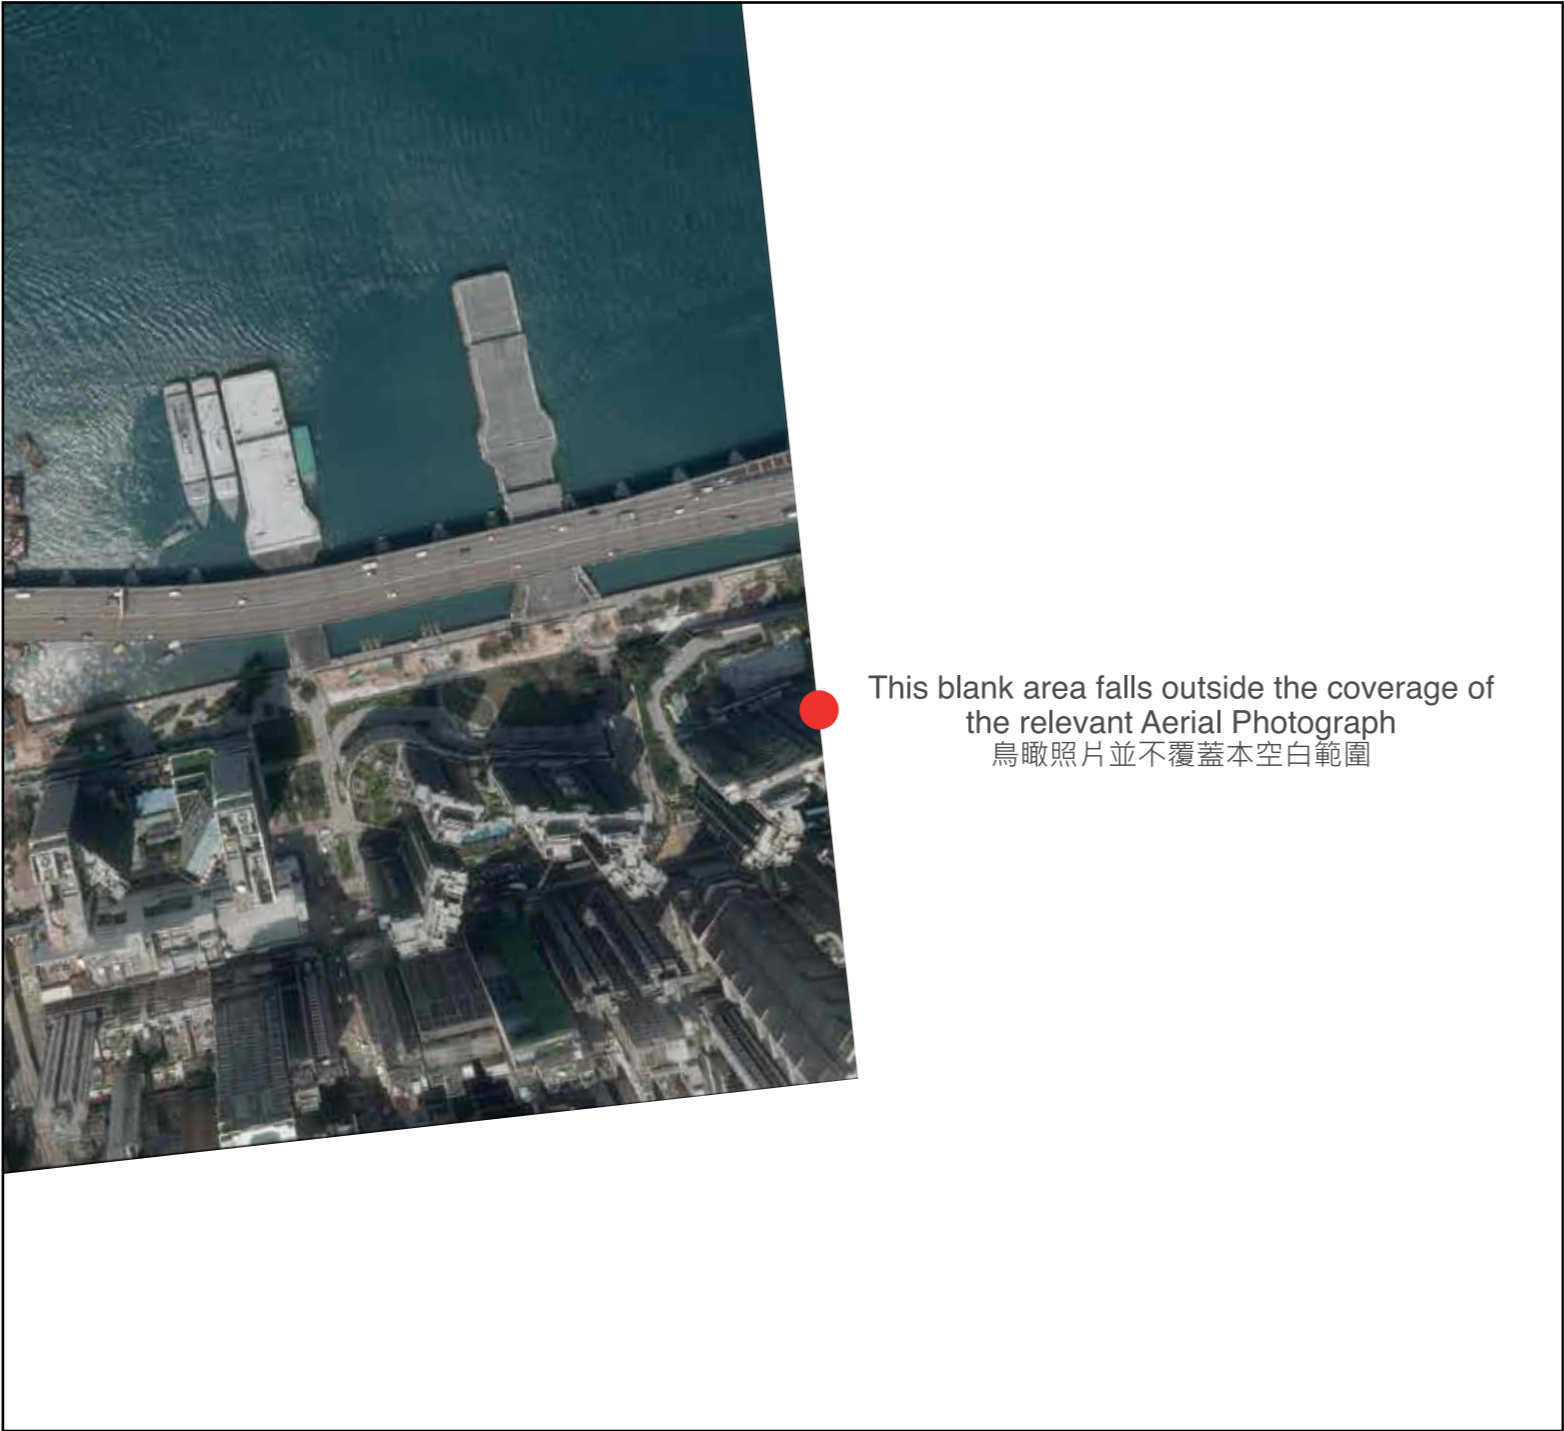 This blank area falls outside the coverage of
the relevant Aerial Photograph
鳥瞰照片並不覆蓋本空白範圍